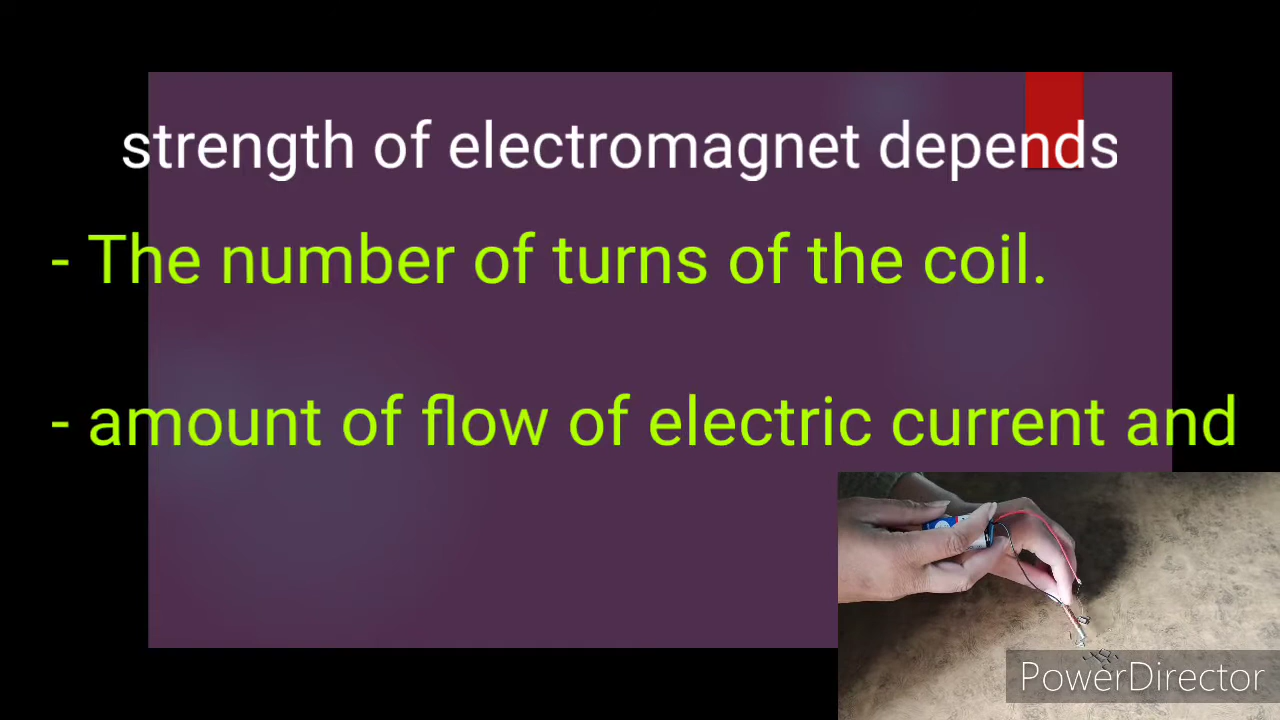 strength of electromagnet depends
- The number of turns of the coil.
- amount of flow of electric current and
PowerDirector